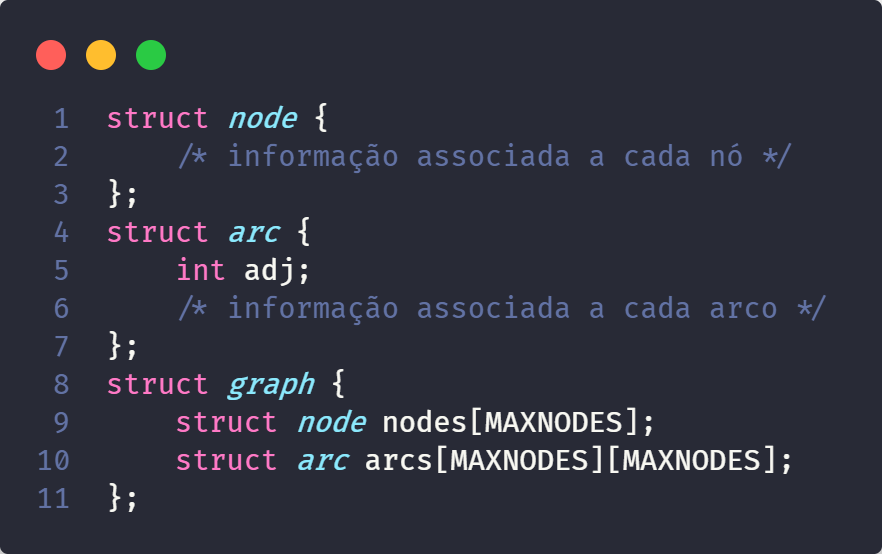 1 struct node {
2 /* informação associada a cada nó */
3 };
4 struct arc {
5 int adj;
6 /* informação associada a cada arco */
7 };
8 struct graph {
9 struct node nodes[MAXNODES];
10 struct arc arcs[MAXNODES][MAXNODES];
11 };